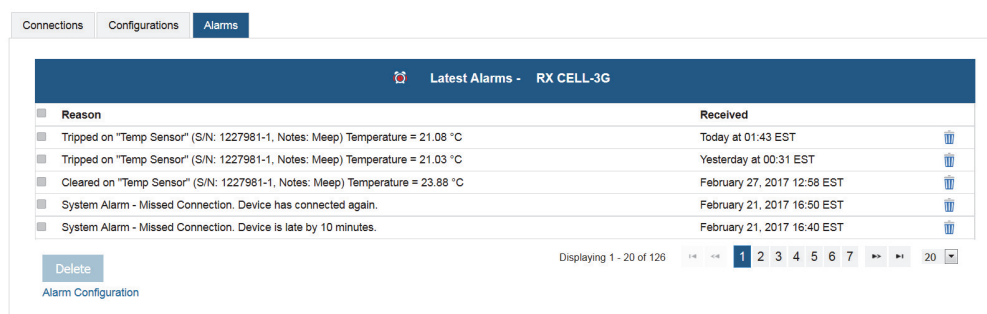 Connections Configurations Alarms
Latest Alarms - RX CELL-3G
Reason Received
Tripped on "Temp Sensor" (S/N: 1227981-1, Notes: Meep) Temperature = 21.08 °C Today at 01:43 EST
Tripped on "Temp Sensor" (S/N: 1227981-1, Notes: Meep) Temperature = 21.03 °C Yesterday at 00:31 EST
Cleared on "Temp Sensor" (S/N: 1227981-1, Notes: Meep) Temperature = 23.88 °C February 27, 2017 12:58 EST
System Alarm - Missed Connection. Device has connected again. February 21, 2017 16:50 EST
System Alarm - Missed Connection. Device is late by 10 minutes. February 21, 2017 16:40 EST
Displaying 1 - 20 of 126 1 2 3 4 5 6 7 20
Delete
Alarm Configuration